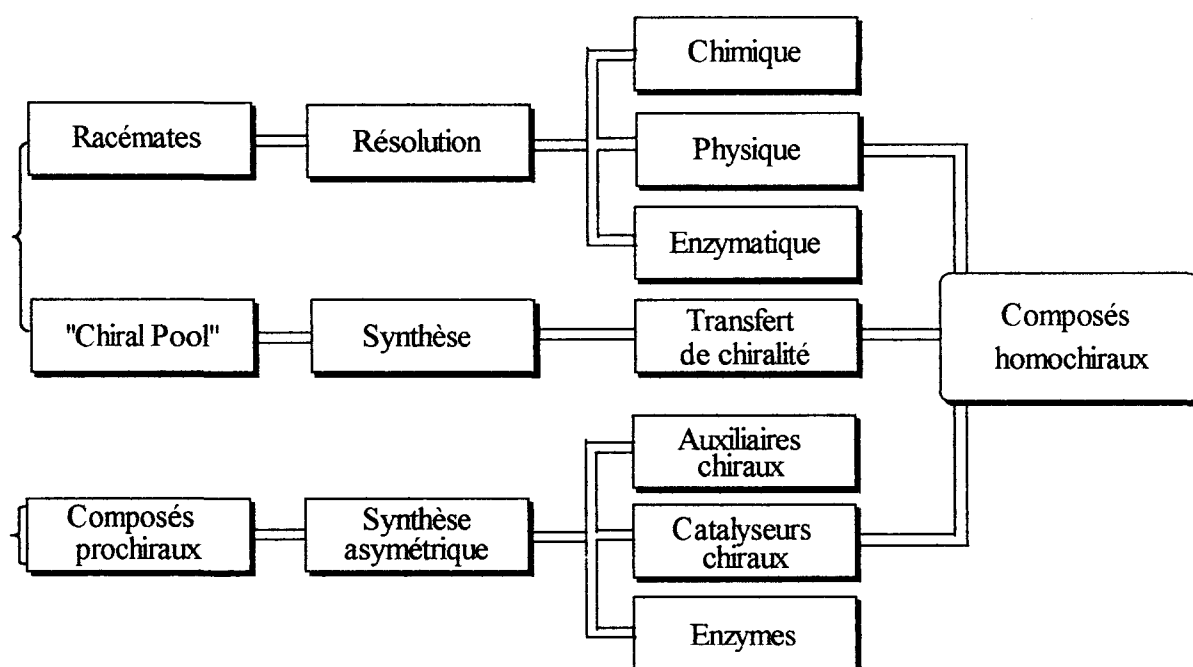 Chimique
Racémates
Résolution
Physique
Enzymatique
"Chiral Pool"
Synthèse
Transfert
de chiralité
Composés
homochiraux
Auxiliaires
chiraux
Composés
prochiraux
Synthèse
asymétrique
Catalyseurs
chiraux
Enzymes